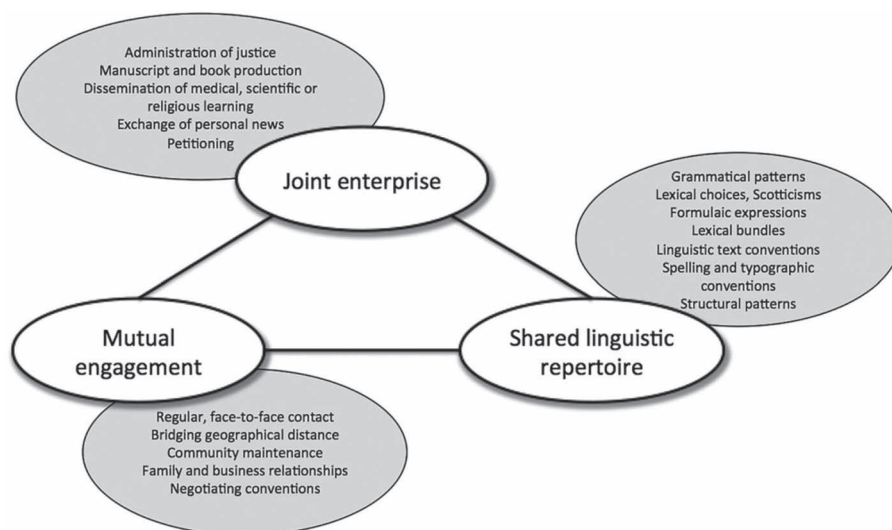 Administration of justice
Manuscript and book production
Dissemination of medical, scientific or
religious learning
Exchange of personal news
Petitioning
Joint enterprise
Grammatical patterns
Lexical choices, Scotticisms
Formulaic expressions
Lexical bundles
Linguistic text conventions
Spelling and typographic
conventions
Structural patterns
Mutual
engagement
Shared linguistic
repertoire
Regular, face-to-face contact
Bridging geographical distance
Community maintenance
Family and business relationships
Negotiating conventions